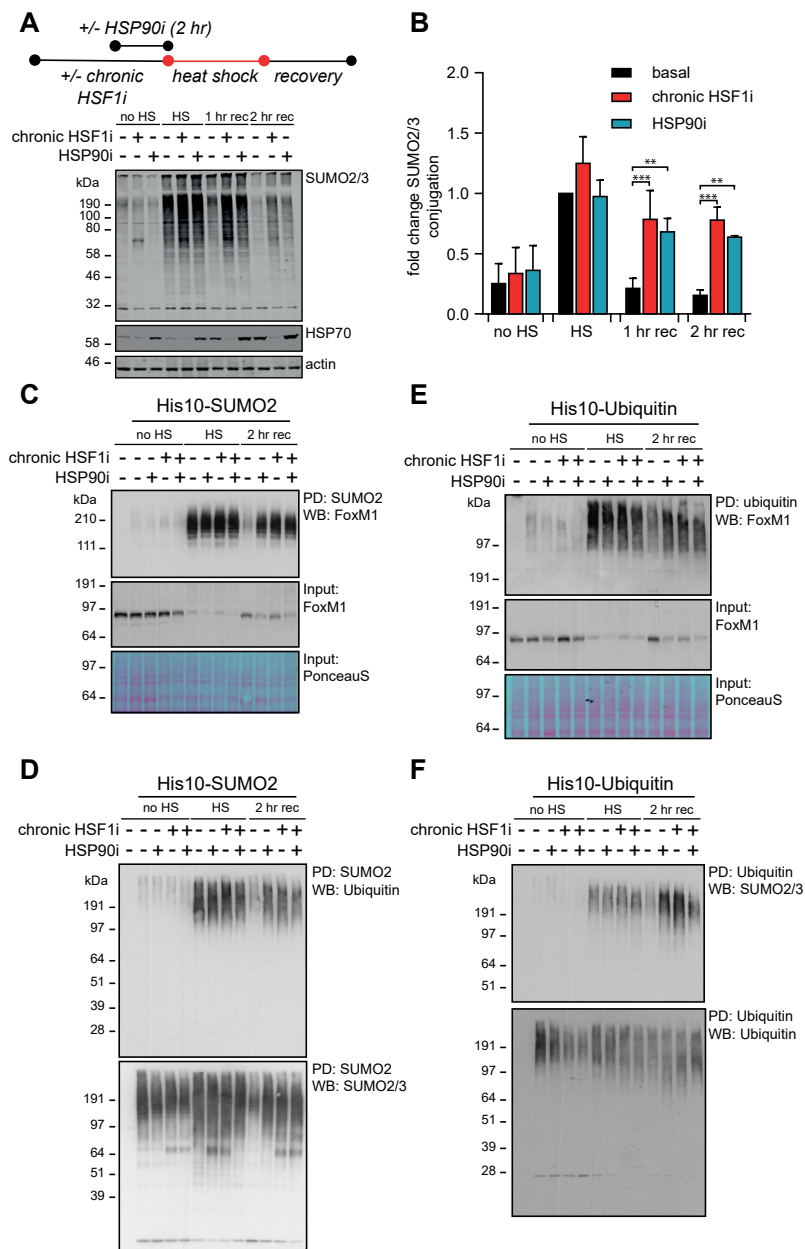 A
+/- HSP90i (2 hr)
+/- chronic HSF1i
heat shock
recovery
no HS HS 1 hr rec 2 hr rec
chronic HSF1i - + - - + - - + - - + -
HSP90i - - + - - + - - + - - +
kDa
SUMO2/3
190
100
80
58
46
32
HSP70
58
46
actin
B
fold change SUMO2/3 conjugation
2.0
1.5
1.0
0.5
0.0
basal
chronic HSF1i
HSP90i
** ***
** ***
no HS HS 1 hr rec 2 hr rec
C
His10-SUMO2
no HS HS 2 hr rec
chronic HSF1i - - - + + - - + + - - + +
HSP90i - - + - + - + - + - + - +
kDa
210
111
PD: SUMO2
WB: FoxM1
191
97
64
Input:
FoxM1
97
64
Input:
PonceauS
E
His10-Ubiquitin
no HS HS 2 hr rec
chronic HSF1i - - - + + - - + + - - + +
HSP90i - - + - + - + - + - + - +
kDa
97
191
PD: ubiquitin
WB: FoxM1
191
97
64
Input:
FoxM1
97
64
Input:
PonceauS
D
His10-SUMO2
no HS HS 2 hr rec
chronic HSF1i - - - + + - - + + - - + +
HSP90i - - + - + - + - + - + - +
kDa
191
97
64
51
39
28
PD: SUMO2
WB: Ubiquitin
191
97
64
51
39
PD: SUMO2
WB: SUMO2/3
F
His10-Ubiquitin
no HS HS 2 hr rec
chronic HSF1i - - - + + - - + + - - + +
HSP90i - - + - + - + - + - + - +
kDa
191
97
64
51
39
PD: Ubiquitin
WB: SUMO2/3
191
97
64
51
39
28
PD: Ubiquitin
WB: Ubiquitin